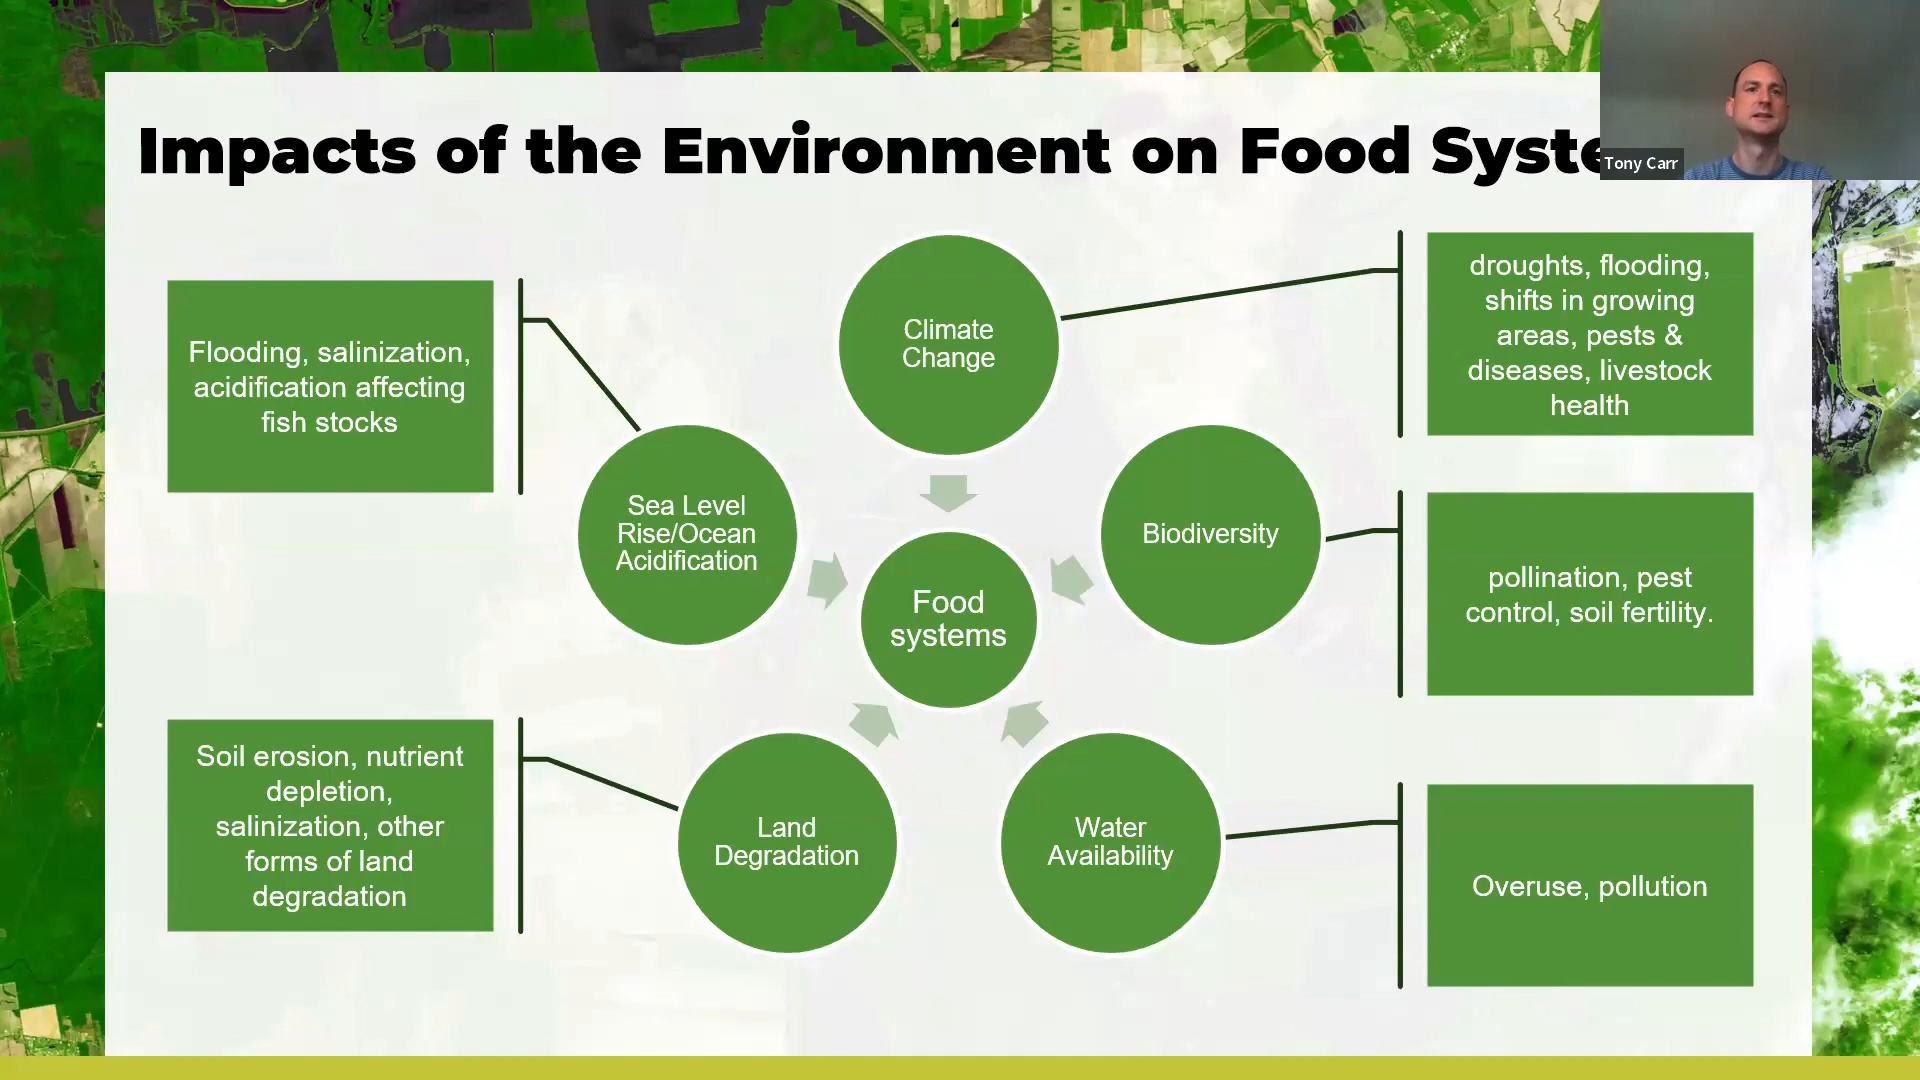 Impacts of the Environment on Food Syste
Tony Carr
Flooding, salinization,
acidification affecting
fish stocks
Climate
Change
droughts, flooding,
shifts in growing
areas, pests &
diseases, livestock
health
Sea Level
Rise/Ocean
Acidification
Biodiversity
pollination, pest
control, soil fertility.
Food
systems
Soil erosion, nutrient
depletion,
salinization, other
forms of land
degradation
Land
Degradation
Water
Availability
Overuse, pollution